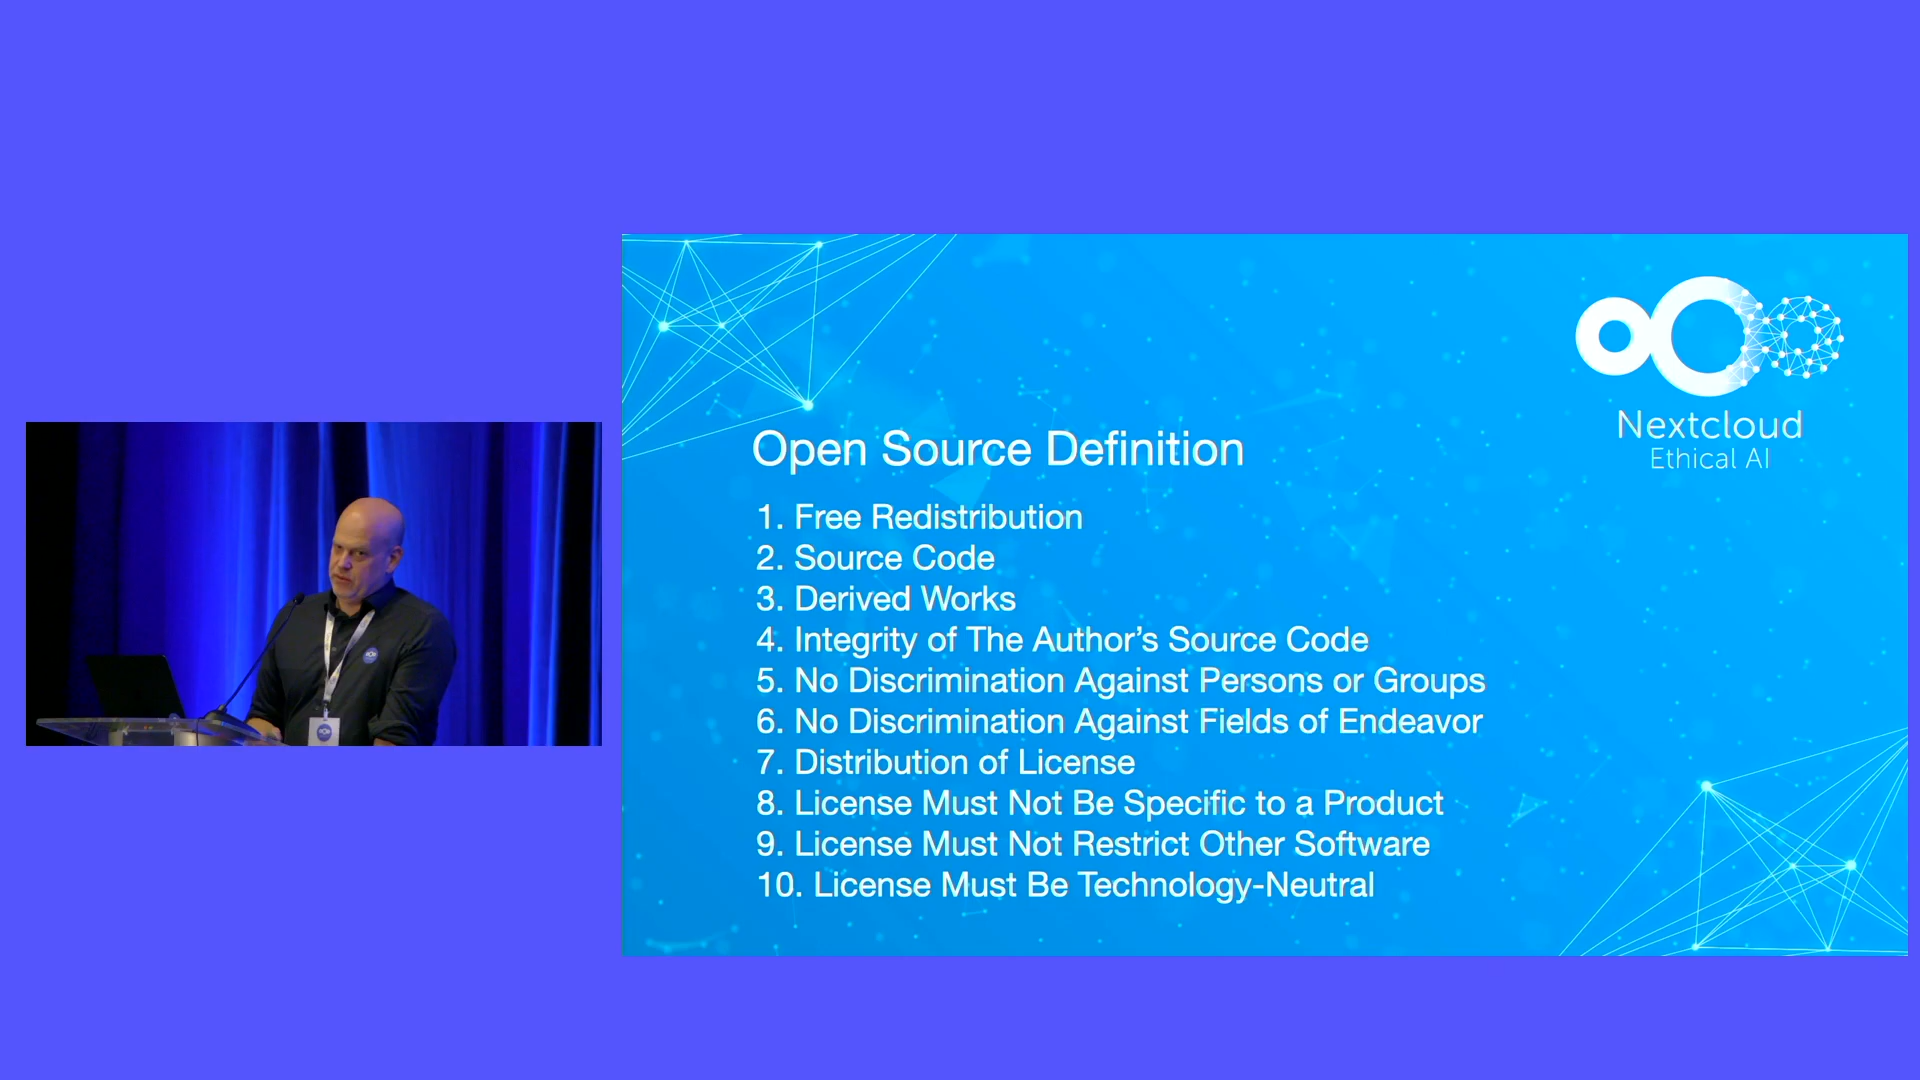 Nextcloud
Ethical AI
Open Source Definition
1. Free Redistribution
2. Source Code
3. Derived Works
4. Integrity of The Author’s Source Code
5. No Discrimination Against Persons or Groups
6. No Discrimination Against Fields of Endeavor
7. Distribution of License
8. License Must Not Be Specific to a Product
9. License Must Not Restrict Other Software
10. License Must Be Technology-Neutral